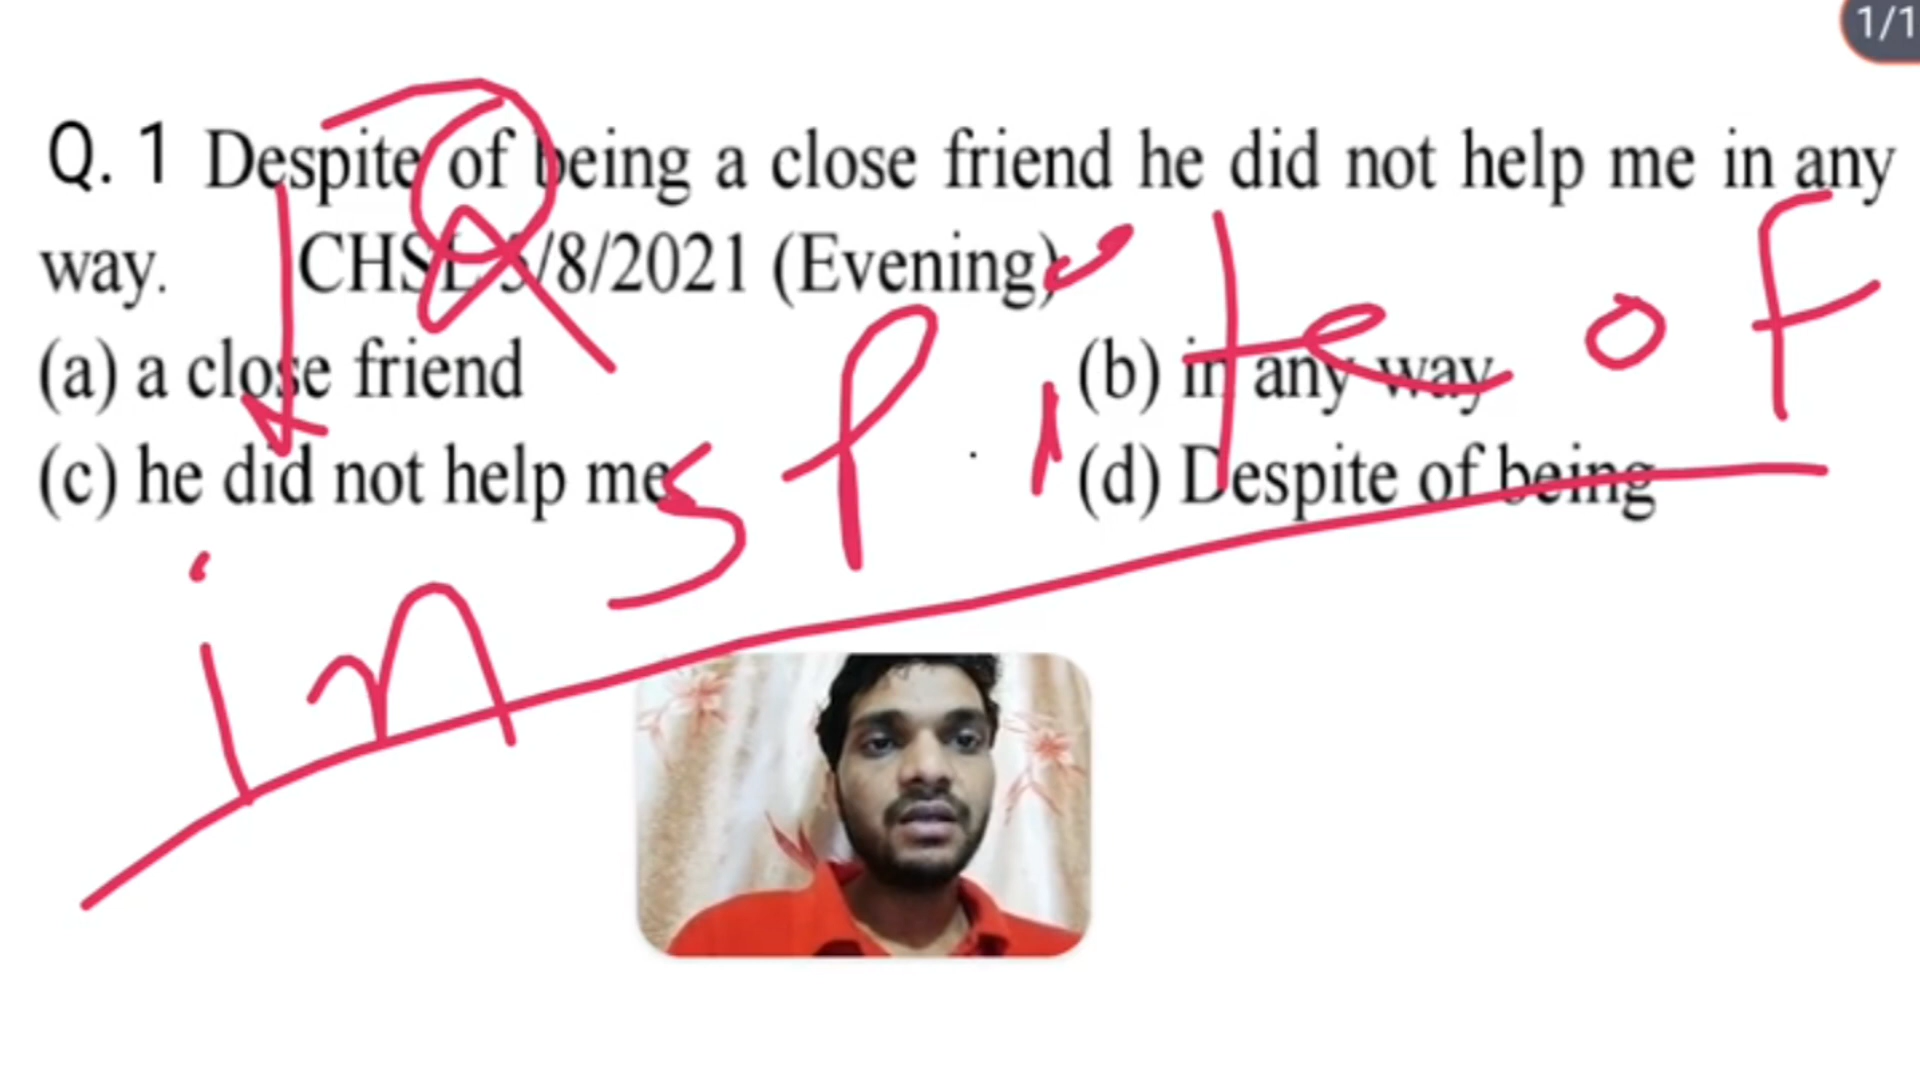 1/1
Q. 1 Despite of being a close friend he did not help me in any
way. CHSL 5/8/2021 (Evening)
(a) a close friend (b) in any way
(c) he did not help me (d) Despite of being
in spite of